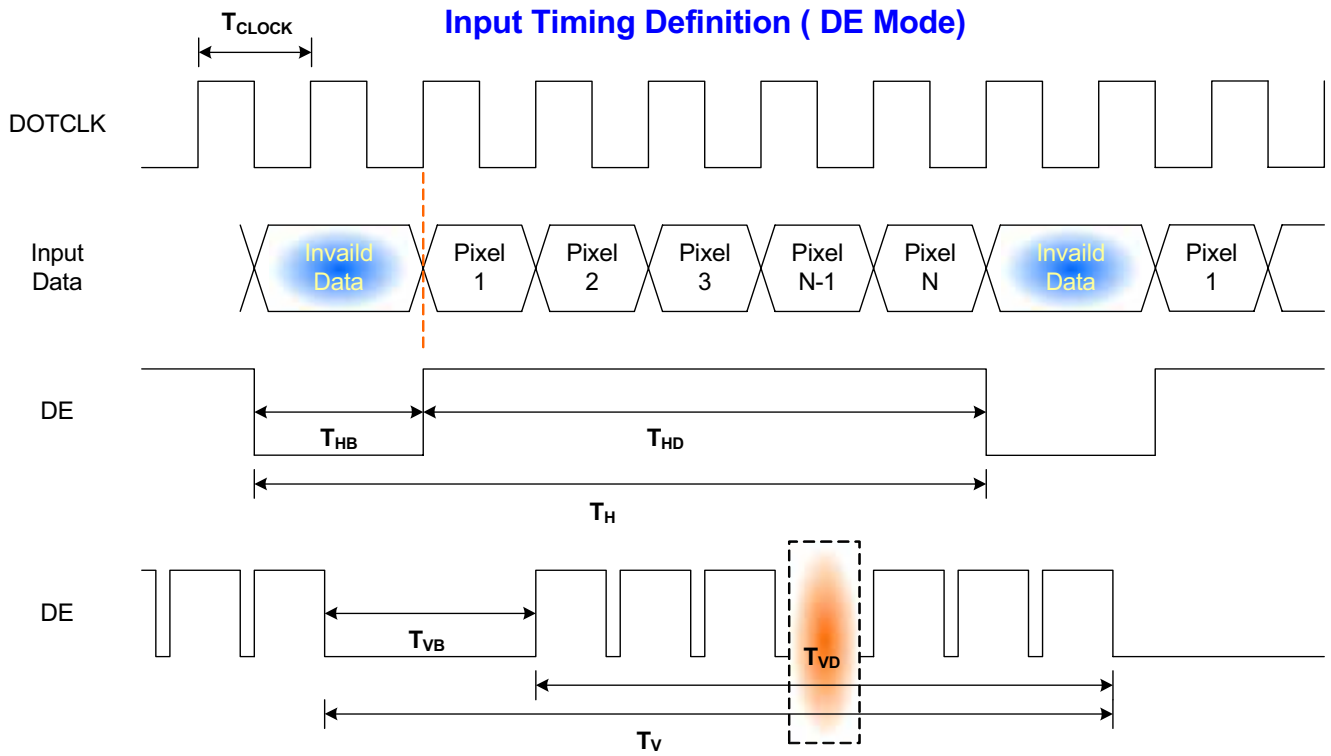 Input Timing Definition ( DE Mode)
TCLOCK
DOTCLK
Input
Data
Invaild
Data
Pixel
1
Pixel
2
Pixel
3
Pixel
N-1
Pixel
N
Invaild
Data
Pixel
1
DE
THB
THD
TH
DE
TVB
TVD
TV